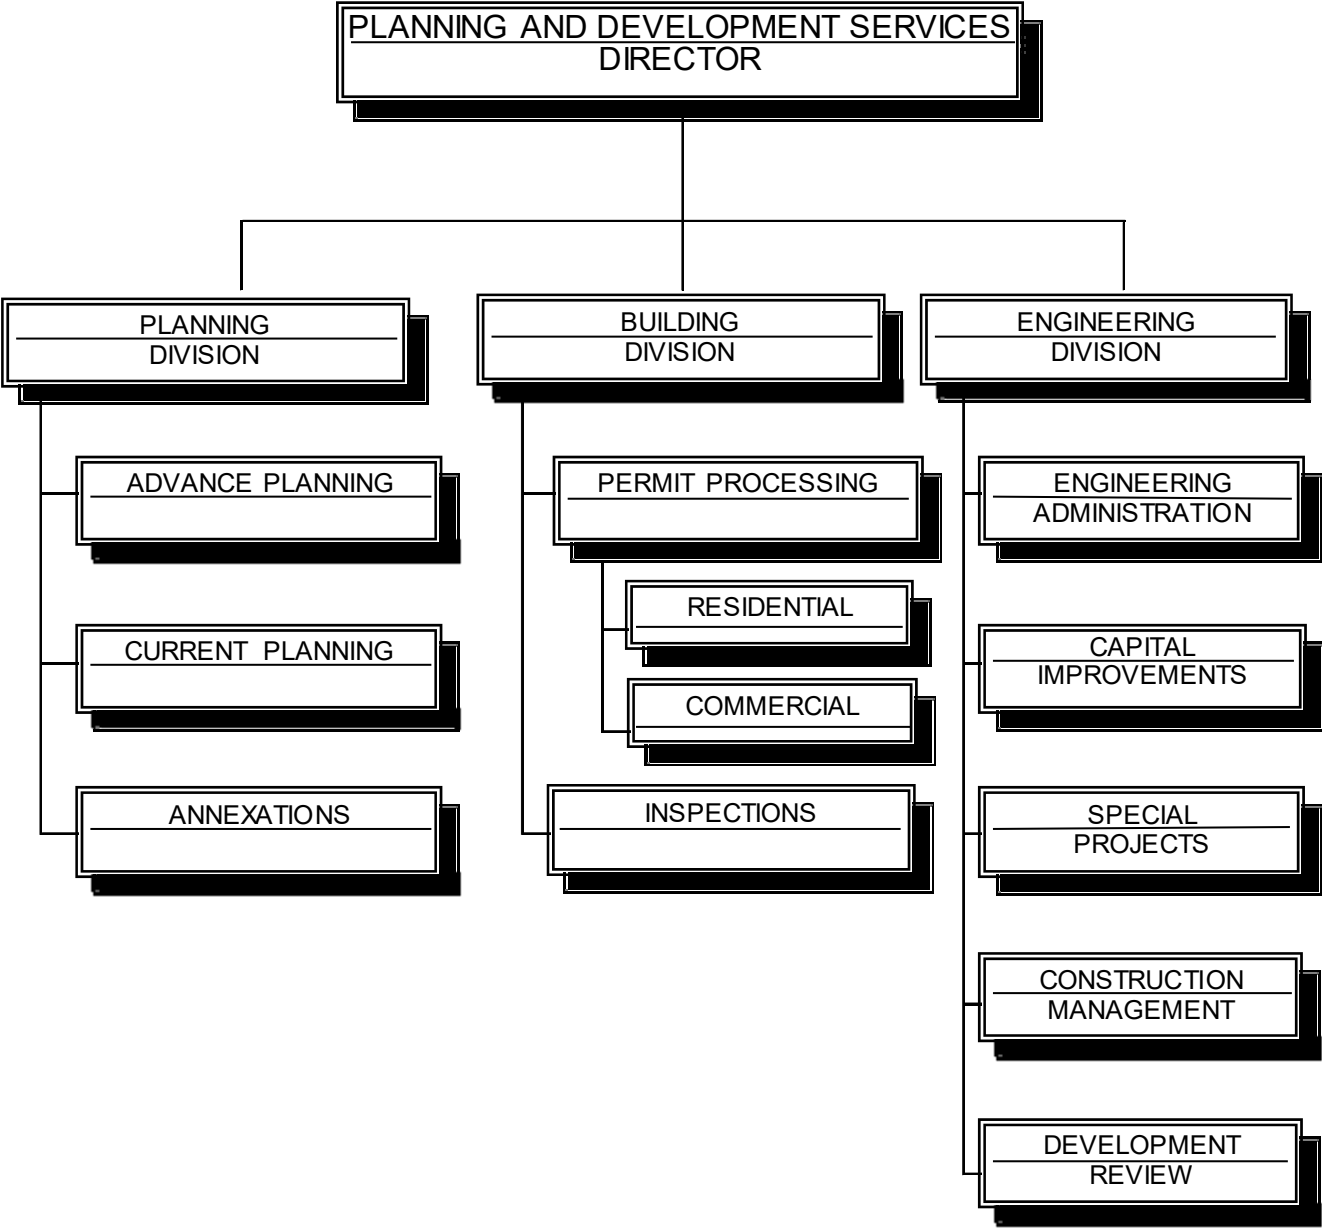 PLANNING AND DEVELOPMENT SERVICES
DIRECTOR
PLANNING
DIVISION
ADVANCE PLANNING
CURRENT PLANNING
ANNEXATIONS
BUILDING
DIVISION
PERMIT PROCESSING
RESIDENTIAL
COMMERCIAL
INSPECTIONS
ENGINEERING
DIVISION
ENGINEERING
ADMINISTRATION
CAPITAL
IMPROVEMENTS
SPECIAL
PROJECTS
CONSTRUCTION
MANAGEMENT
DEVELOPMENT
REVIEW